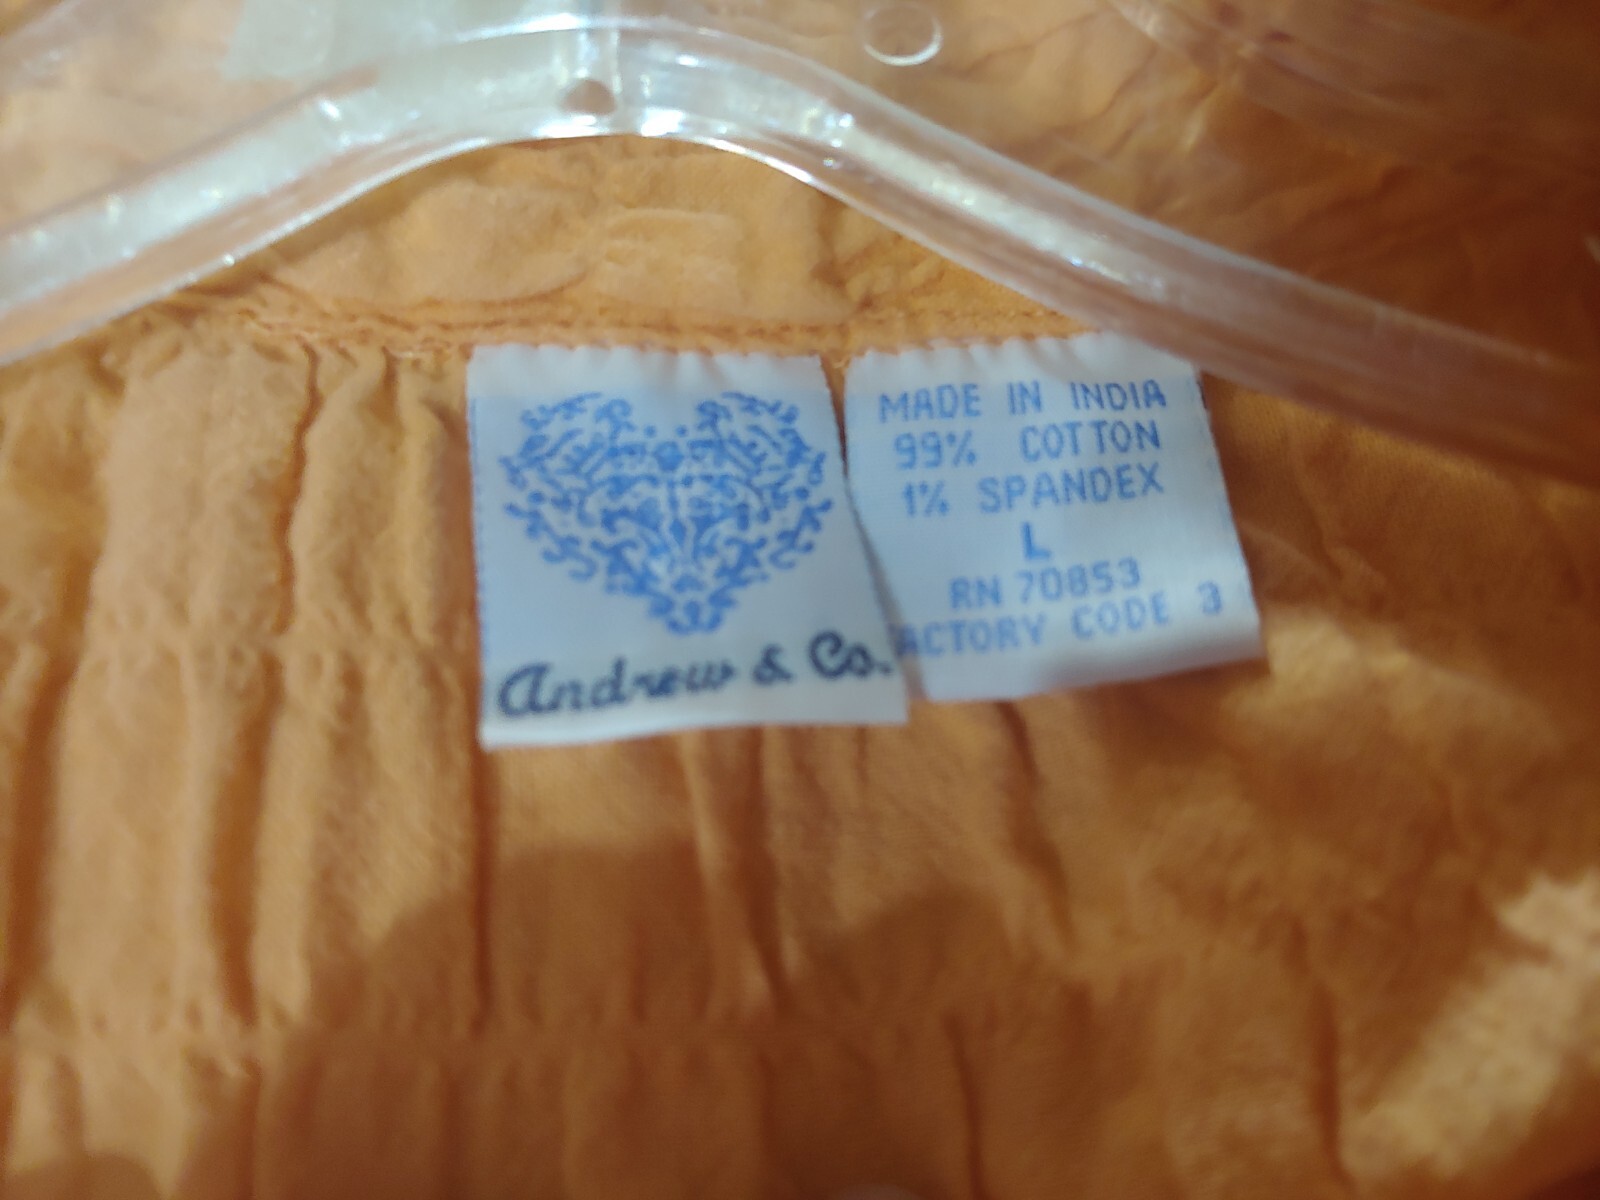 Andrew & Co.
MADE IN INDIA
99% COTTON
1% SPANDEX
L
RN 70853
ACTORY CODE 3